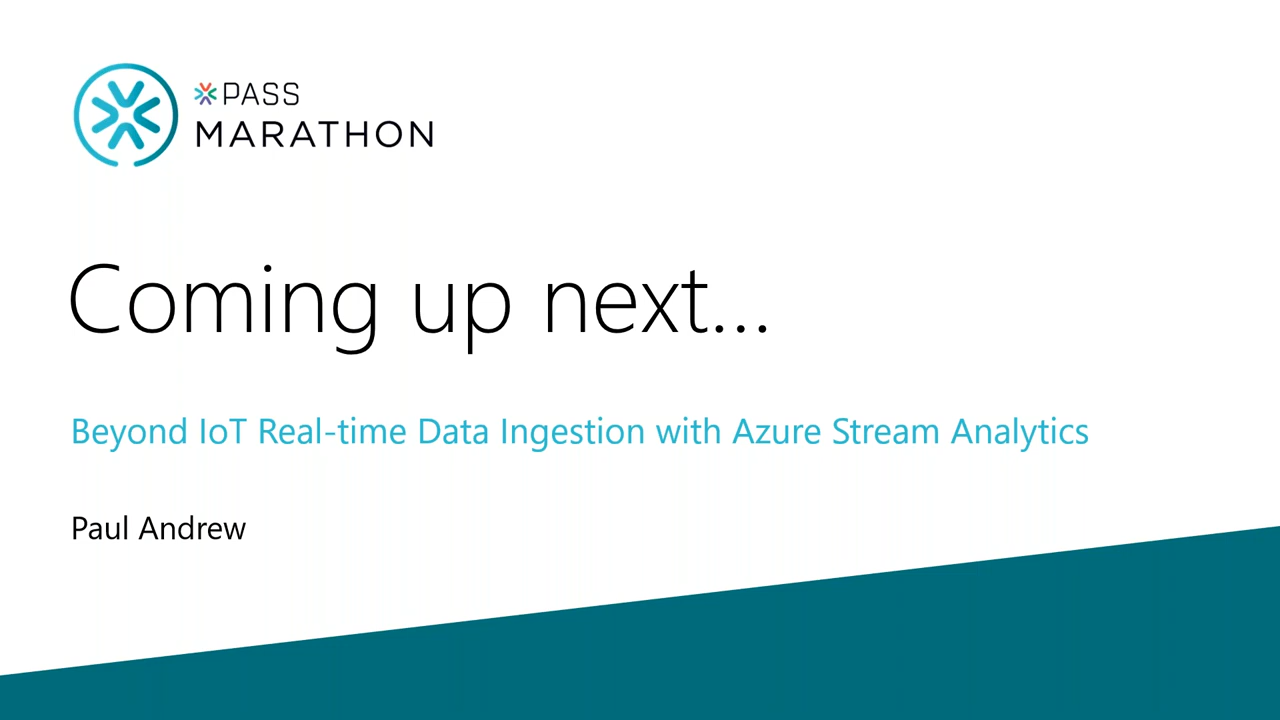 PASS
MARATHON
Coming up next...
Beyond IoT Real-time Data Ingestion with Azure Stream Analytics
Paul Andrew